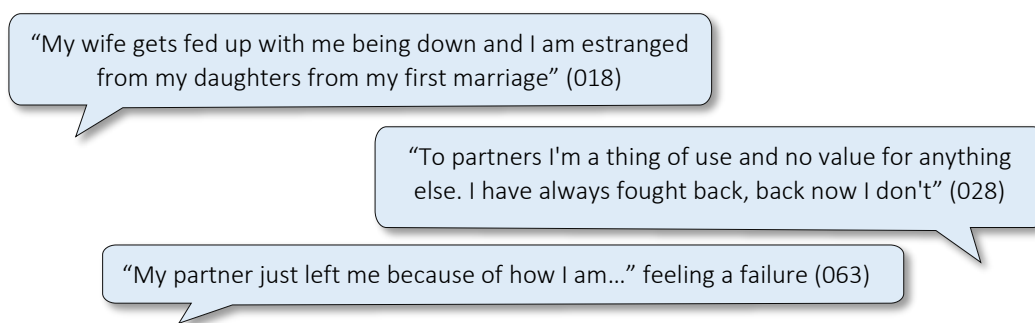 “My wife gets fed up with me being down and I am estranged
from my daughters from my first marriage” (018)
“To partners I'm a thing of use and no value for anything
else. I have always fought back, back now I don't” (028)
“My partner just left me because of how I am…” feeling a failure (063)